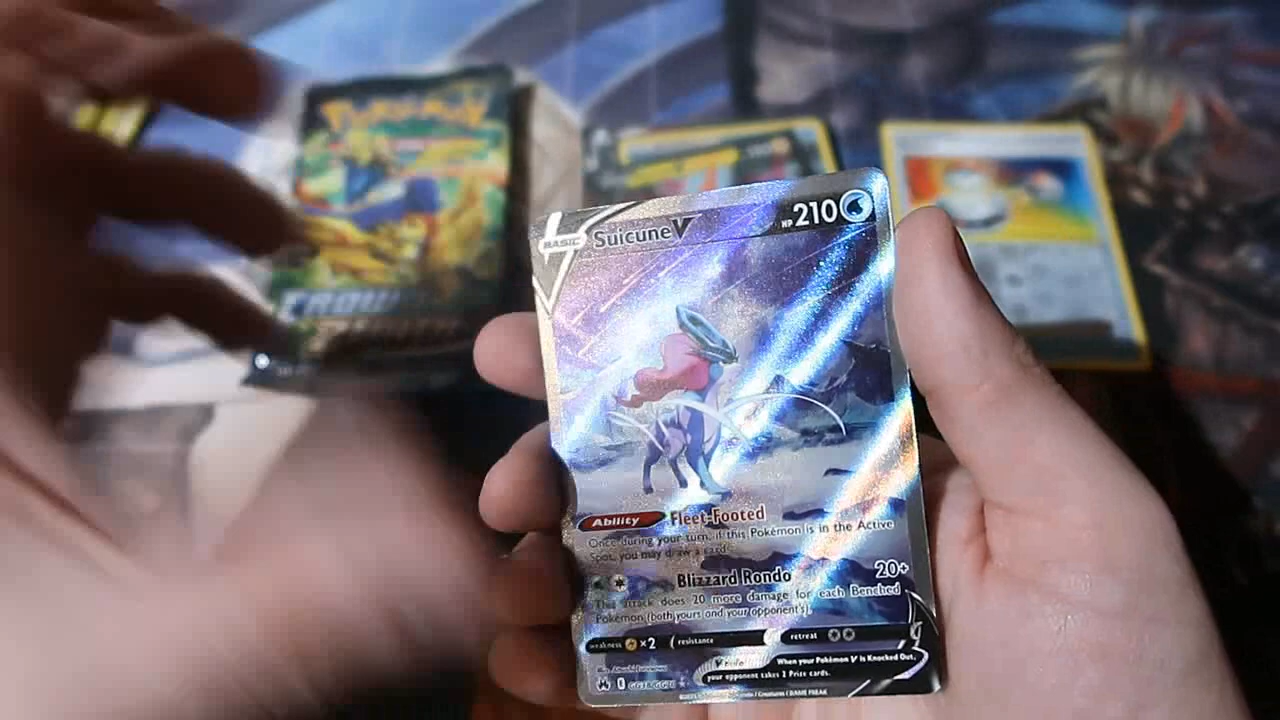 Pokémon
CROWN
BASIC
Suicune V
HP 210
Ability Fleet-Footed
Once during your turn, if this Pokémon is in the Active
Spot, you may draw a card.
Blizzard Rondo 20+
This attack does 20 more damage for each Benched
Pokémon (both yours and your opponent's).
weakness ×2 resistance retreat
V rule When your Pokémon V is Knocked Out,
your opponent takes 2 Prize cards.